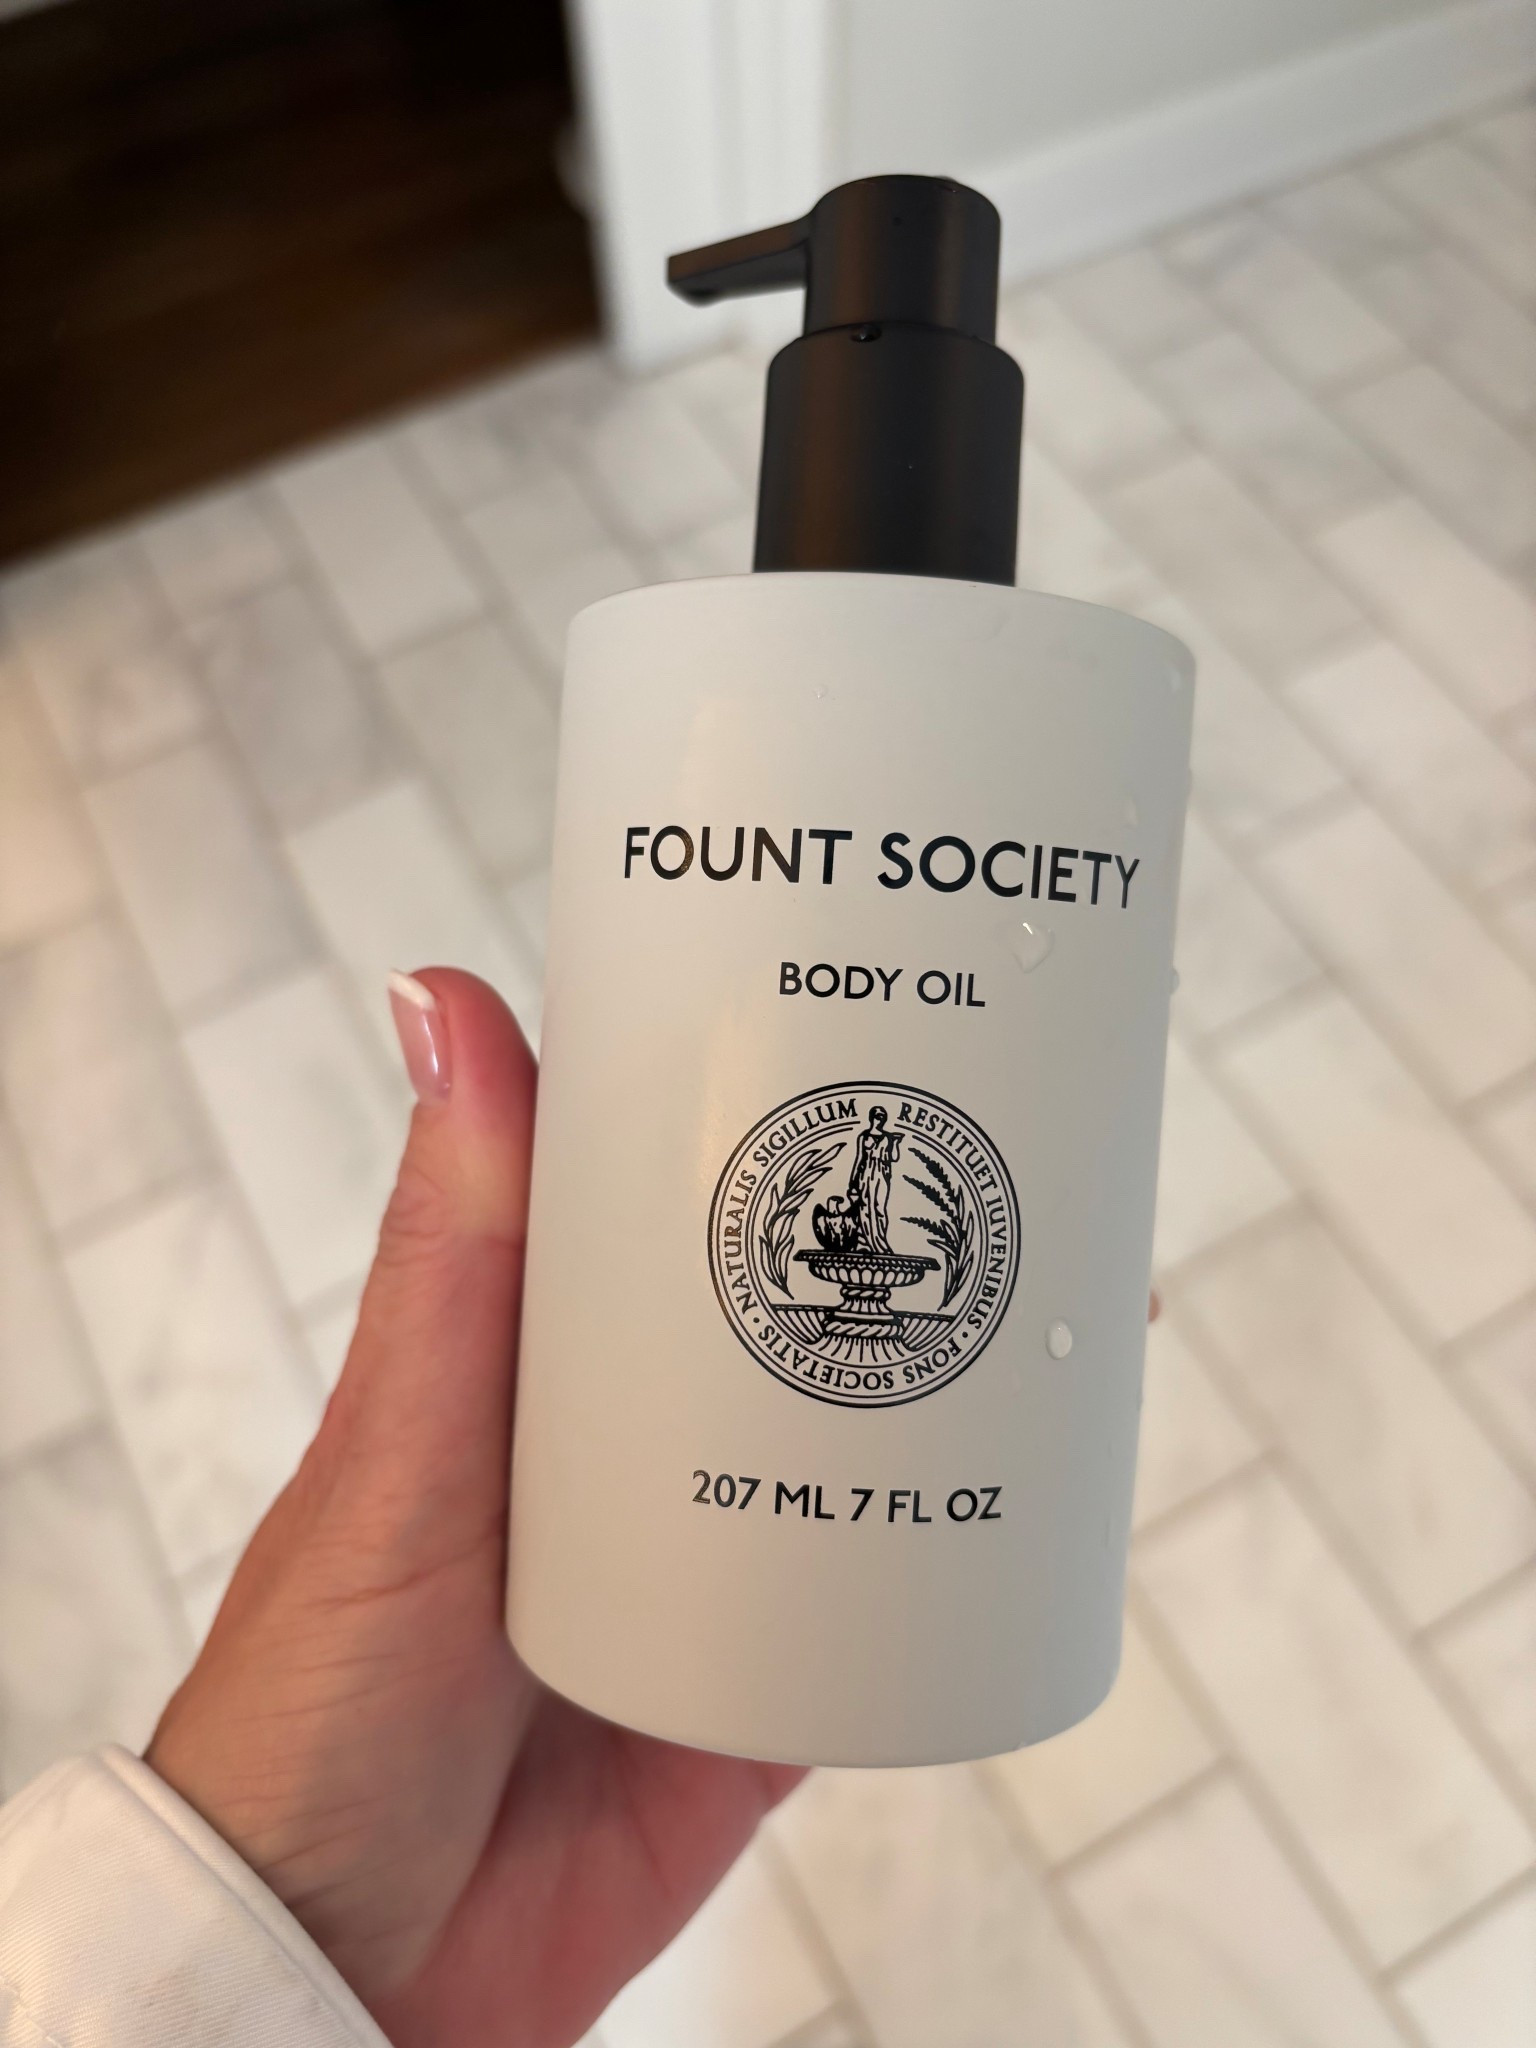 FOUNT SOCIETY
BODY OIL
NATURALIS SIGILLUM RESTITUET IUVENIBUS · FONS SOCIETATIS ·
207 ML 7 FL OZ